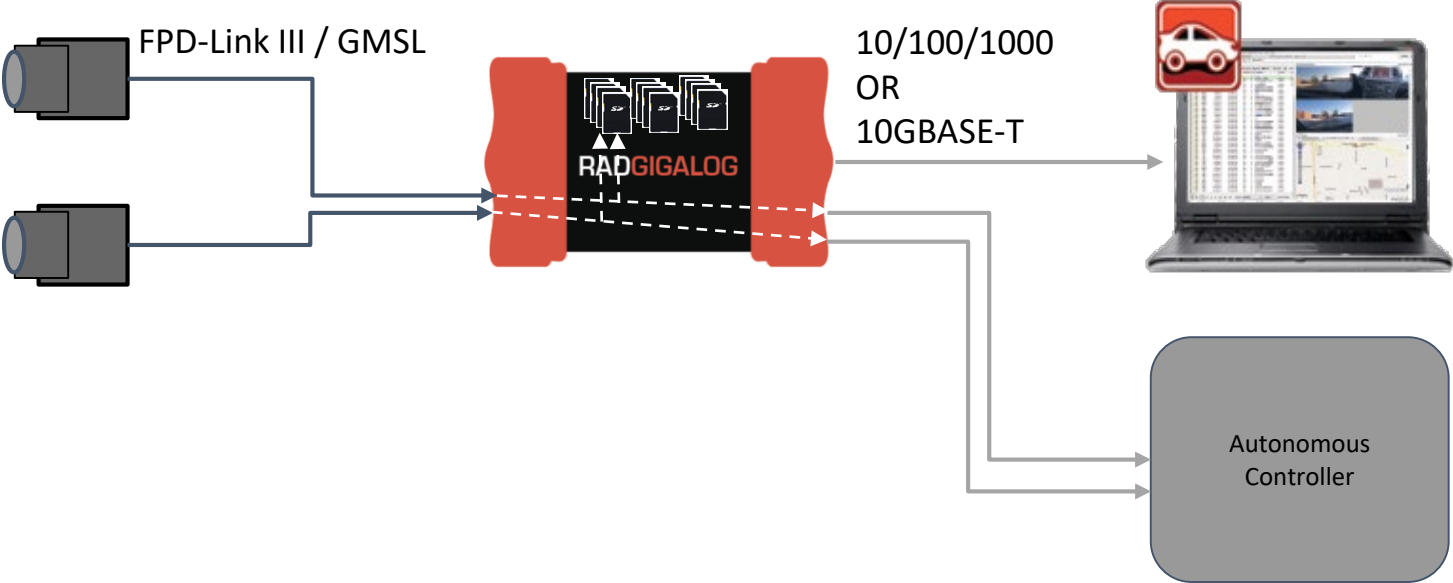 FPD-Link III / GMSL
10/100/1000
OR
10GBASE-T
RADGIGALOG
Autonomous
Controller